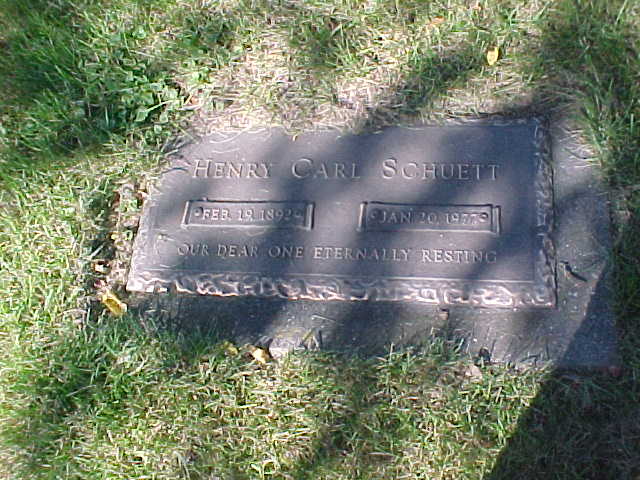 HENRY CARL SCHUETT
FEB. 19, 1892 JAN 20, 1977
OUR DEAR ONE ETERNALLY RESTING